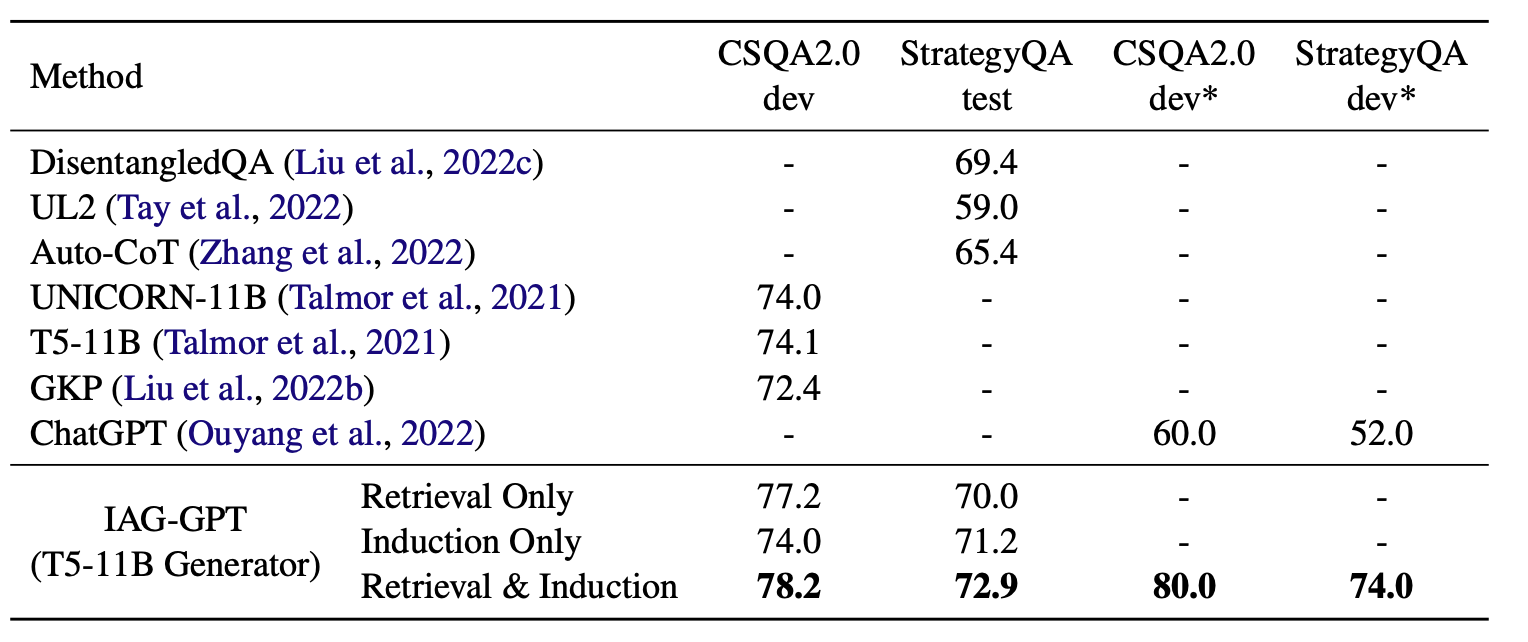 Method CSQA2.0 dev StrategyQA test CSQA2.0 dev* StrategyQA dev*
DisentangledQA (Liu et al., 2022c) - 69.4 - -
UL2 (Tay et al., 2022) - 59.0 - -
Auto-CoT (Zhang et al., 2022) - 65.4 - -
UNICORN-11B (Talmor et al., 2021) 74.0 - - -
T5-11B (Talmor et al., 2021) 74.1 - - -
GKP (Liu et al., 2022b) 72.4 - - -
ChatGPT (Ouyang et al., 2022) - - 60.0 52.0
IAG-GPT (T5-11B Generator) Retrieval Only 77.2 70.0 - -
Induction Only 74.0 71.2 - -
Retrieval & Induction 78.2 72.9 80.0 74.0